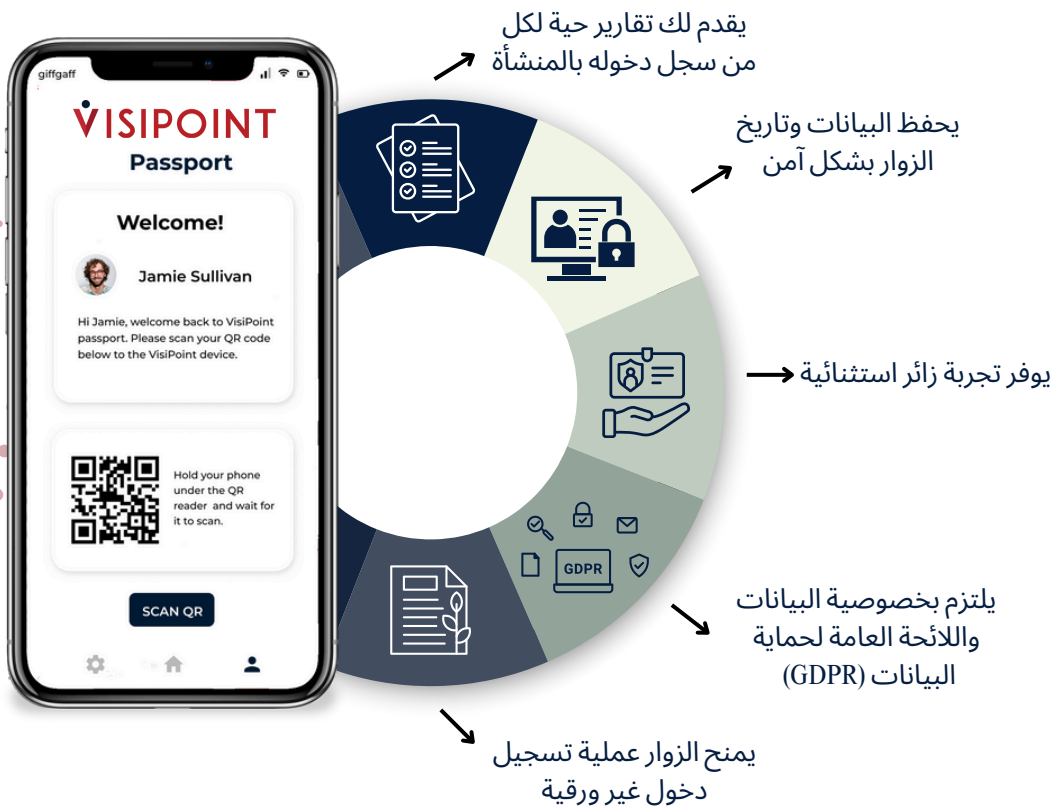 giffgaff
VISIPOINT
Passport
Welcome!
Jamie Sullivan
Hi Jamie, welcome back to VisiPoint
passport. Please scan your QR code
below to the VisiPoint device.
Hold your phone
under the QR
reader and wait for
it to scan.
SCAN QR
يقدم لك تقارير حية لكل
من سجل دخوله بالمنشأة
يحفظ البيانات وتاريخ
الزوار بشكل آمن
يوفر تجربة زائر استثنائية
GDPR
يلتزم بخصوصية البيانات
واللائحة العامة لحماية
البيانات (GDPR)
يمنح الزوار عملية تسجيل
دخول غير ورقية